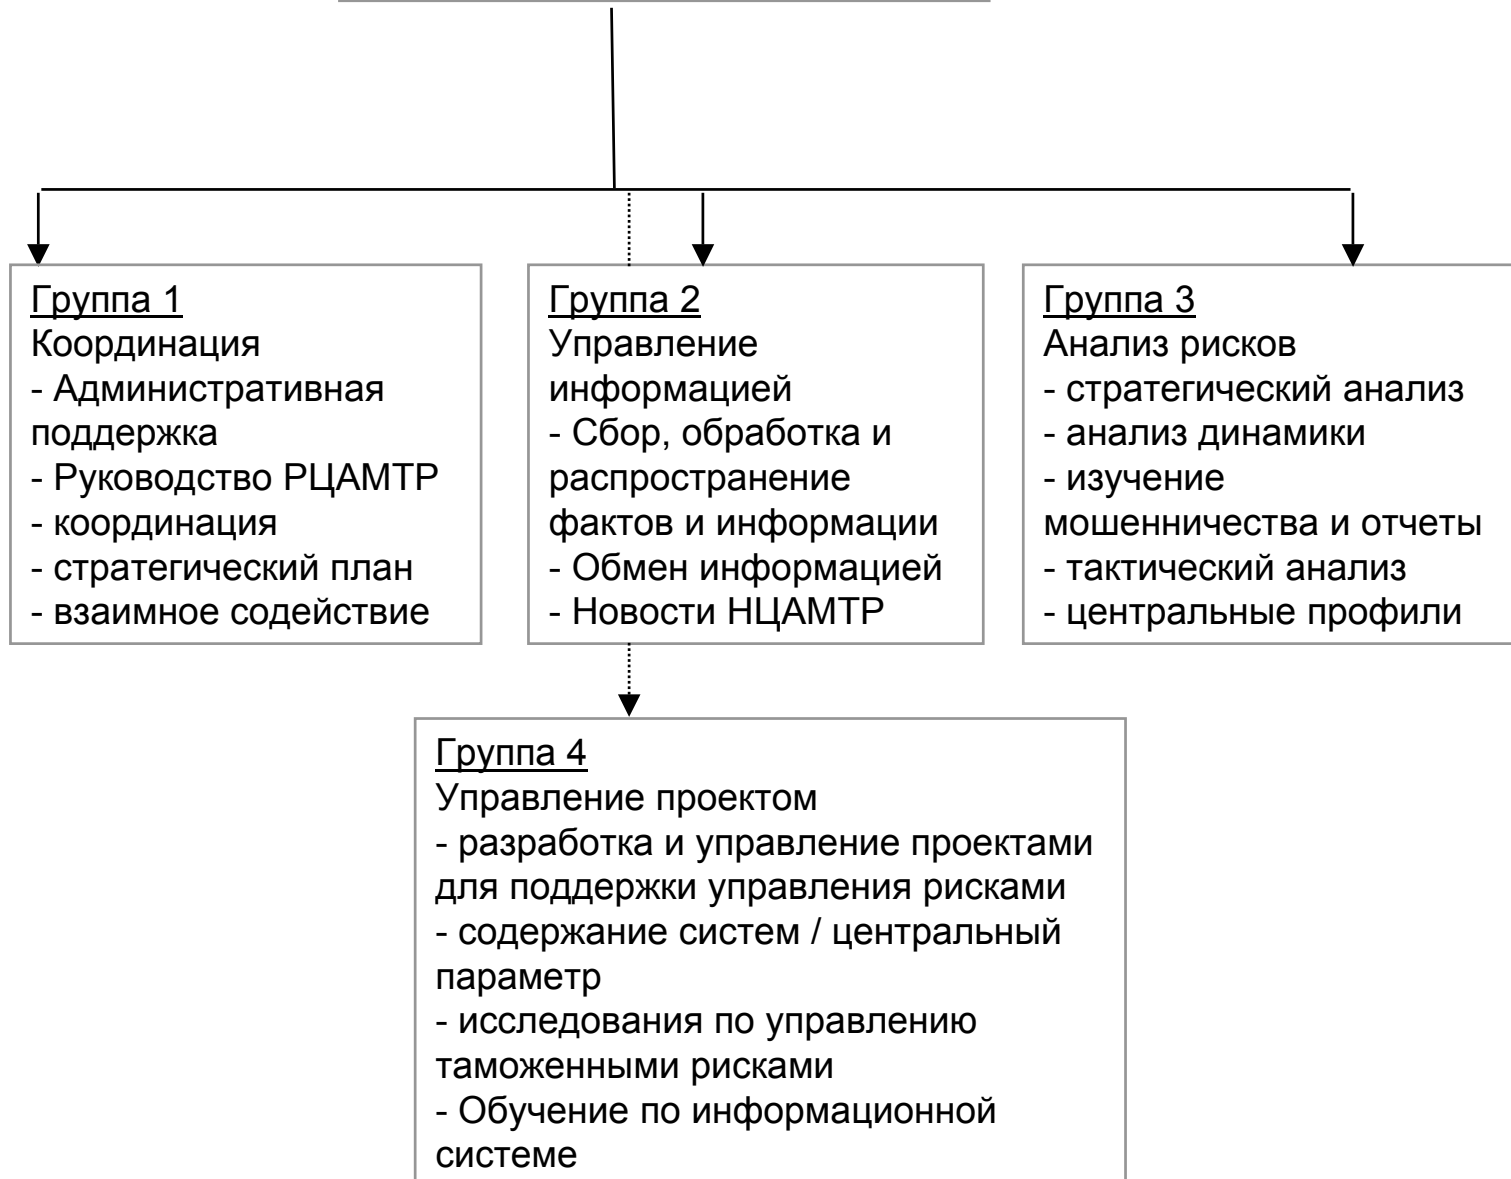 Группа 1
Координация
- Административная
поддержка
- Руководство РЦАМТР
- координация
- стратегический план
- взаимное содействие
Группа 2
Управление
информацией
- Сбор, обработка и
распространение
фактов и информации
- Обмен информацией
- Новости НЦАМТР
Группа 3
Анализ рисков
- стратегический анализ
- анализ динамики
- изучение
мошенничества и отчеты
- тактический анализ
- центральные профили
Группа 4
Управление проектом
- разработка и управление проектами
для поддержки управления рисками
- содержание систем / центральный
параметр
- исследования по управлению
таможенными рисками
- Обучение по информационной
системе